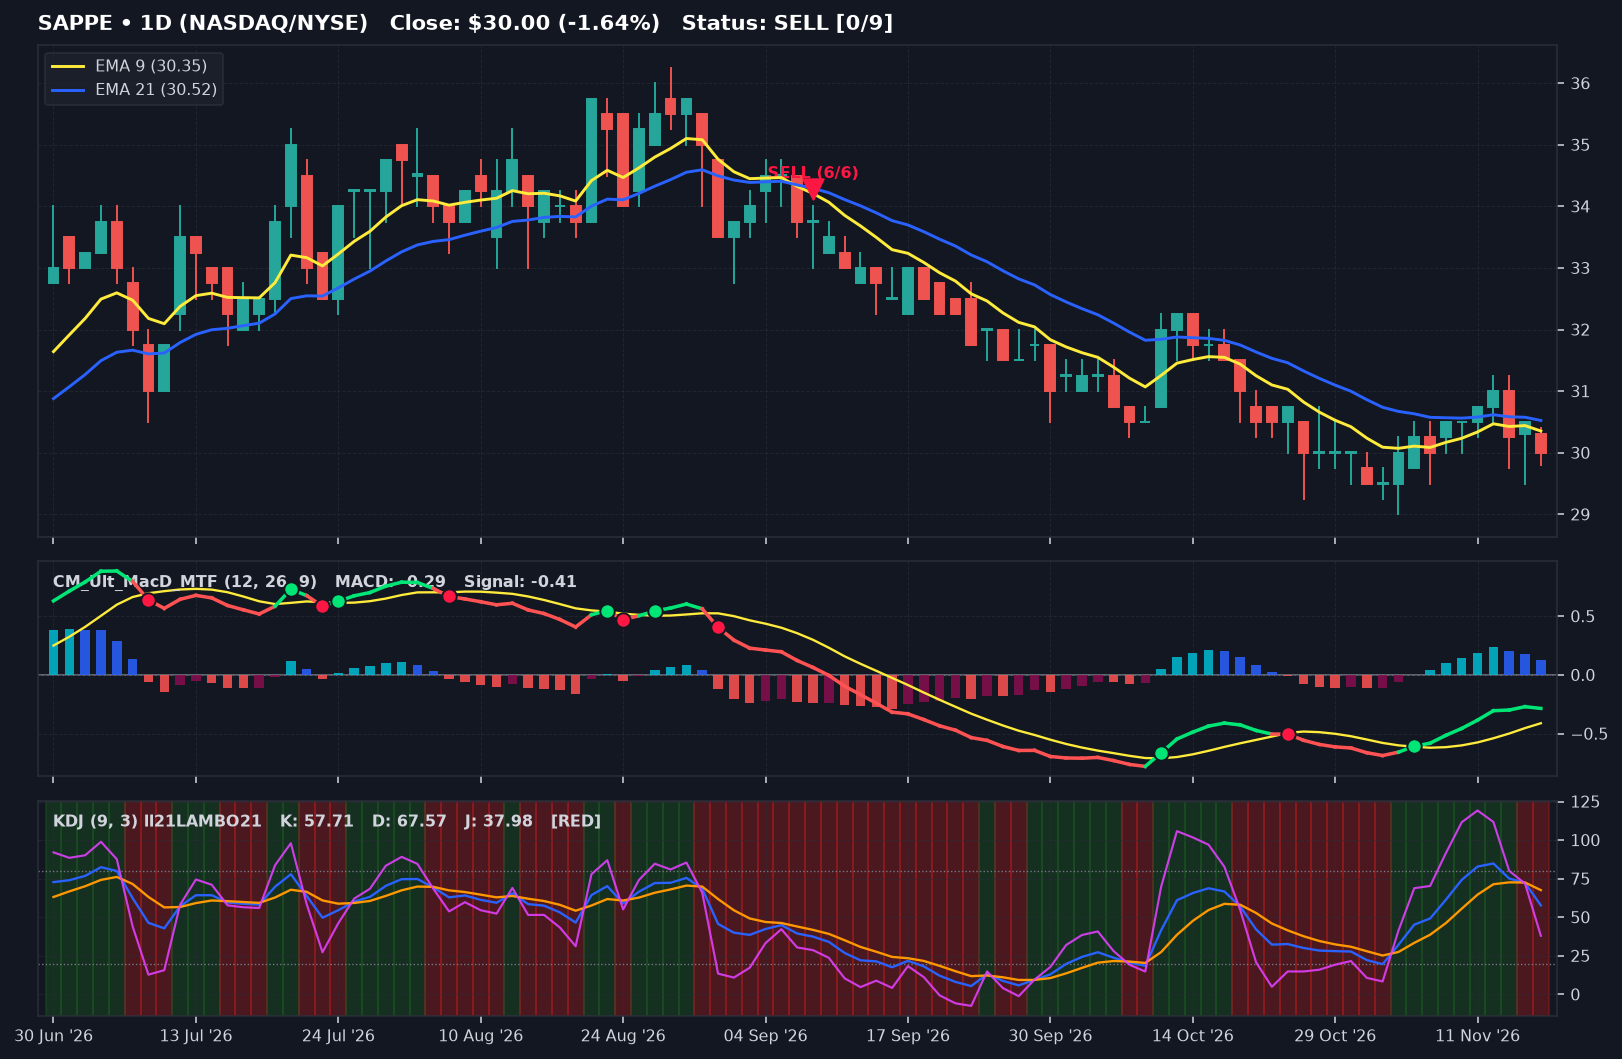 SAPPE • 1D (NASDAQ/NYSE) Close: $30.00 (-1.64%) Status: SELL [0/9]
EMA 9 (30.35)
EMA 21 (30.52)
SELL (6/6)
36
35
34
33
32
31
30
29
CM_Ult_MacD_MTF (12, 26, 9) MACD: -0.29 Signal: -0.41
0.5
0.0
−0.5
KDJ (9, 3) II21LAMBO21 K: 57.71 D: 67.57 J: 37.98 [RED]
125
100
75
50
25
0
30 Jun '26 13 Jul '26 24 Jul '26 10 Aug '26 24 Aug '26 04 Sep '26 17 Sep '26 30 Sep '26 14 Oct '26 29 Oct '26 11 Nov '26